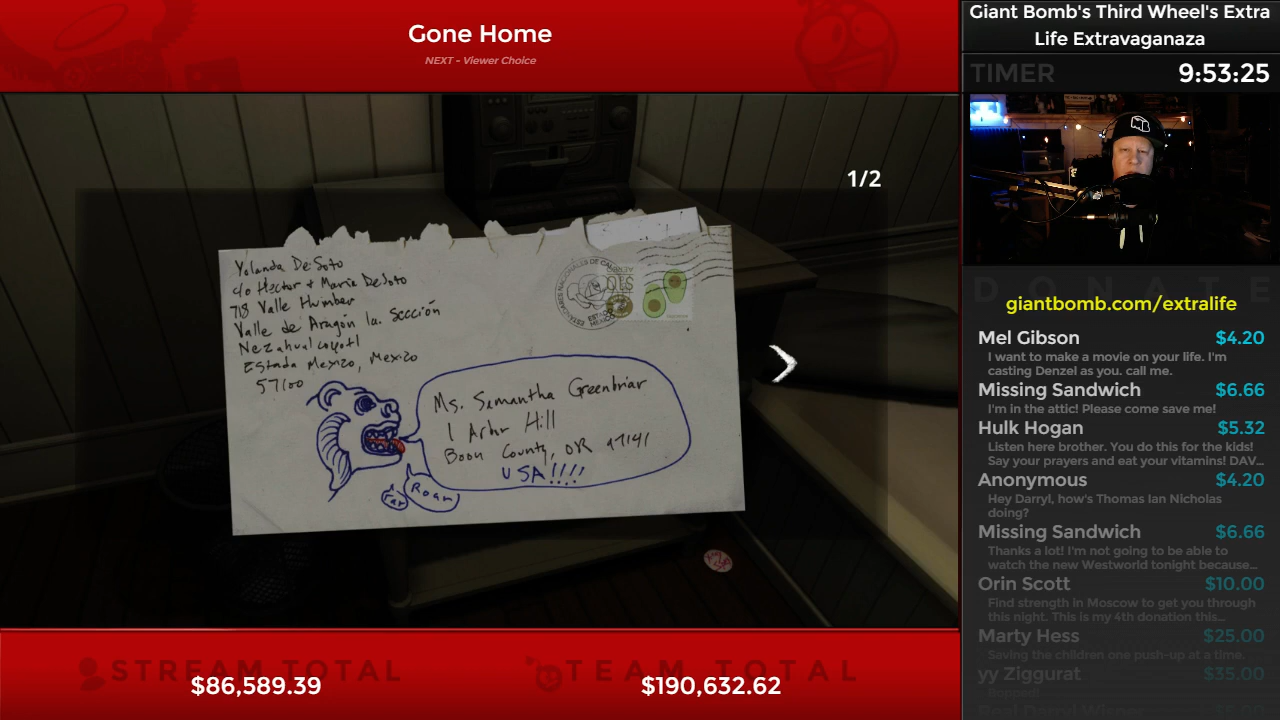 Gone Home
NEXT - Viewer Choice
Giant Bomb's Third Wheel's Extra
Life Extravaganaza
TIMER
9:53:25
1/2
Yolanda DeSoto
c/o Hector + Maria DeSoto
718 Valle Humber
Valle de Aragón 1a. Sección
Nezahualcoyotl
Estada Mexico, Mexico
57100
Ms. Samantha Greenbriar
1 Arbor Hill
Boon County, OR 97141
USA!!!!
Roar
DONATE
giantbomb.com/extralife
Mel Gibson $4.20
I want to make a movie on your life. I'm
casting Denzel as you. call me.
Missing Sandwich $6.66
I'm in the attic! Please come save me!
Hulk Hogan $5.32
Listen here brother. You do this for the kids!
Say your prayers and eat your vitamins! DAV...
Anonymous $4.20
Hey Darryl, how's Thomas Ian Nicholas
doing?
Missing Sandwich $6.66
Thanks a lot! I'm not going to be able to
watch the new Westworld tonight because...
Orin Scott $10.00
Find strength in Moscow to get you through
this night. This is my 4th donation this...
Marty Hess $25.00
Saving the children one push-up at a time.
yy Ziggurat $35.00
STREAM TOTAL
$86,589.39
TEAM TOTAL
$190,632.62